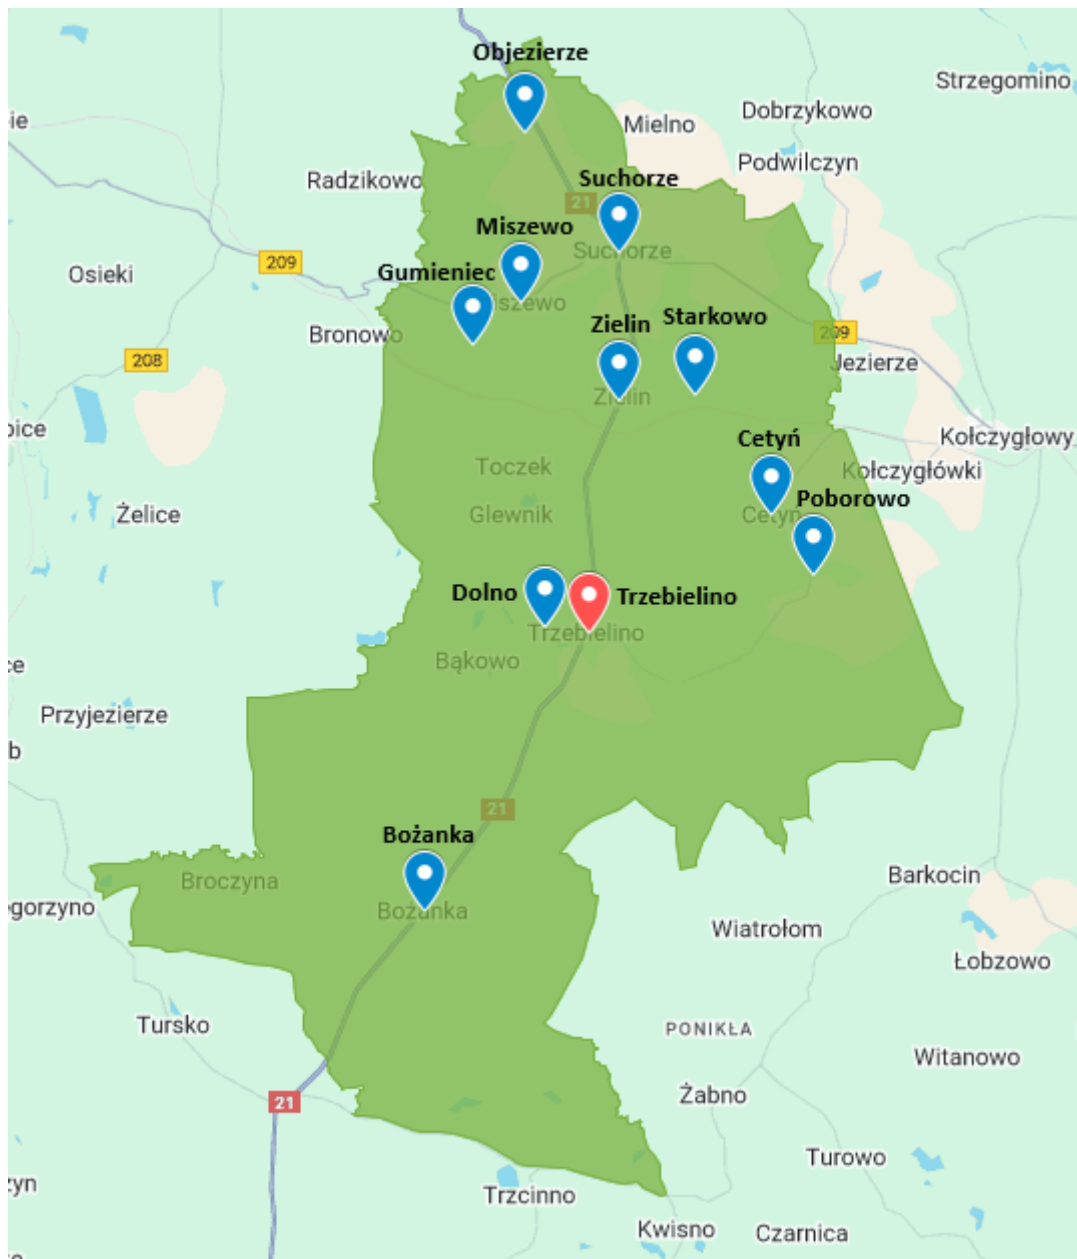 Objezierze
Strzegomino
Dobrzykowo
Mielno
Podwilczyn
Radzikowo
Suchorze
21
Miszewo
Suchorze
209
Osieki
Gumieniec
Zielin
Starkowo
Bronowo
209
208
Jezierze
Zielin
Cetyń
Kołczygłowy
Toczek
Kołczygłówki
Poborowo
Żelice
Glewnik
Cetyń
Dolno
Trzebielino
Trzebielino
Bąkowo
Przyjezierze
21
Bożanka
Broczyna
Barkocin
Bożanka
Wiatrołom
Łobzowo
Tursko
PONIKŁA
Witanowo
Żabno
21
Turowo
Trzcinno
Kwisno
Czarnica